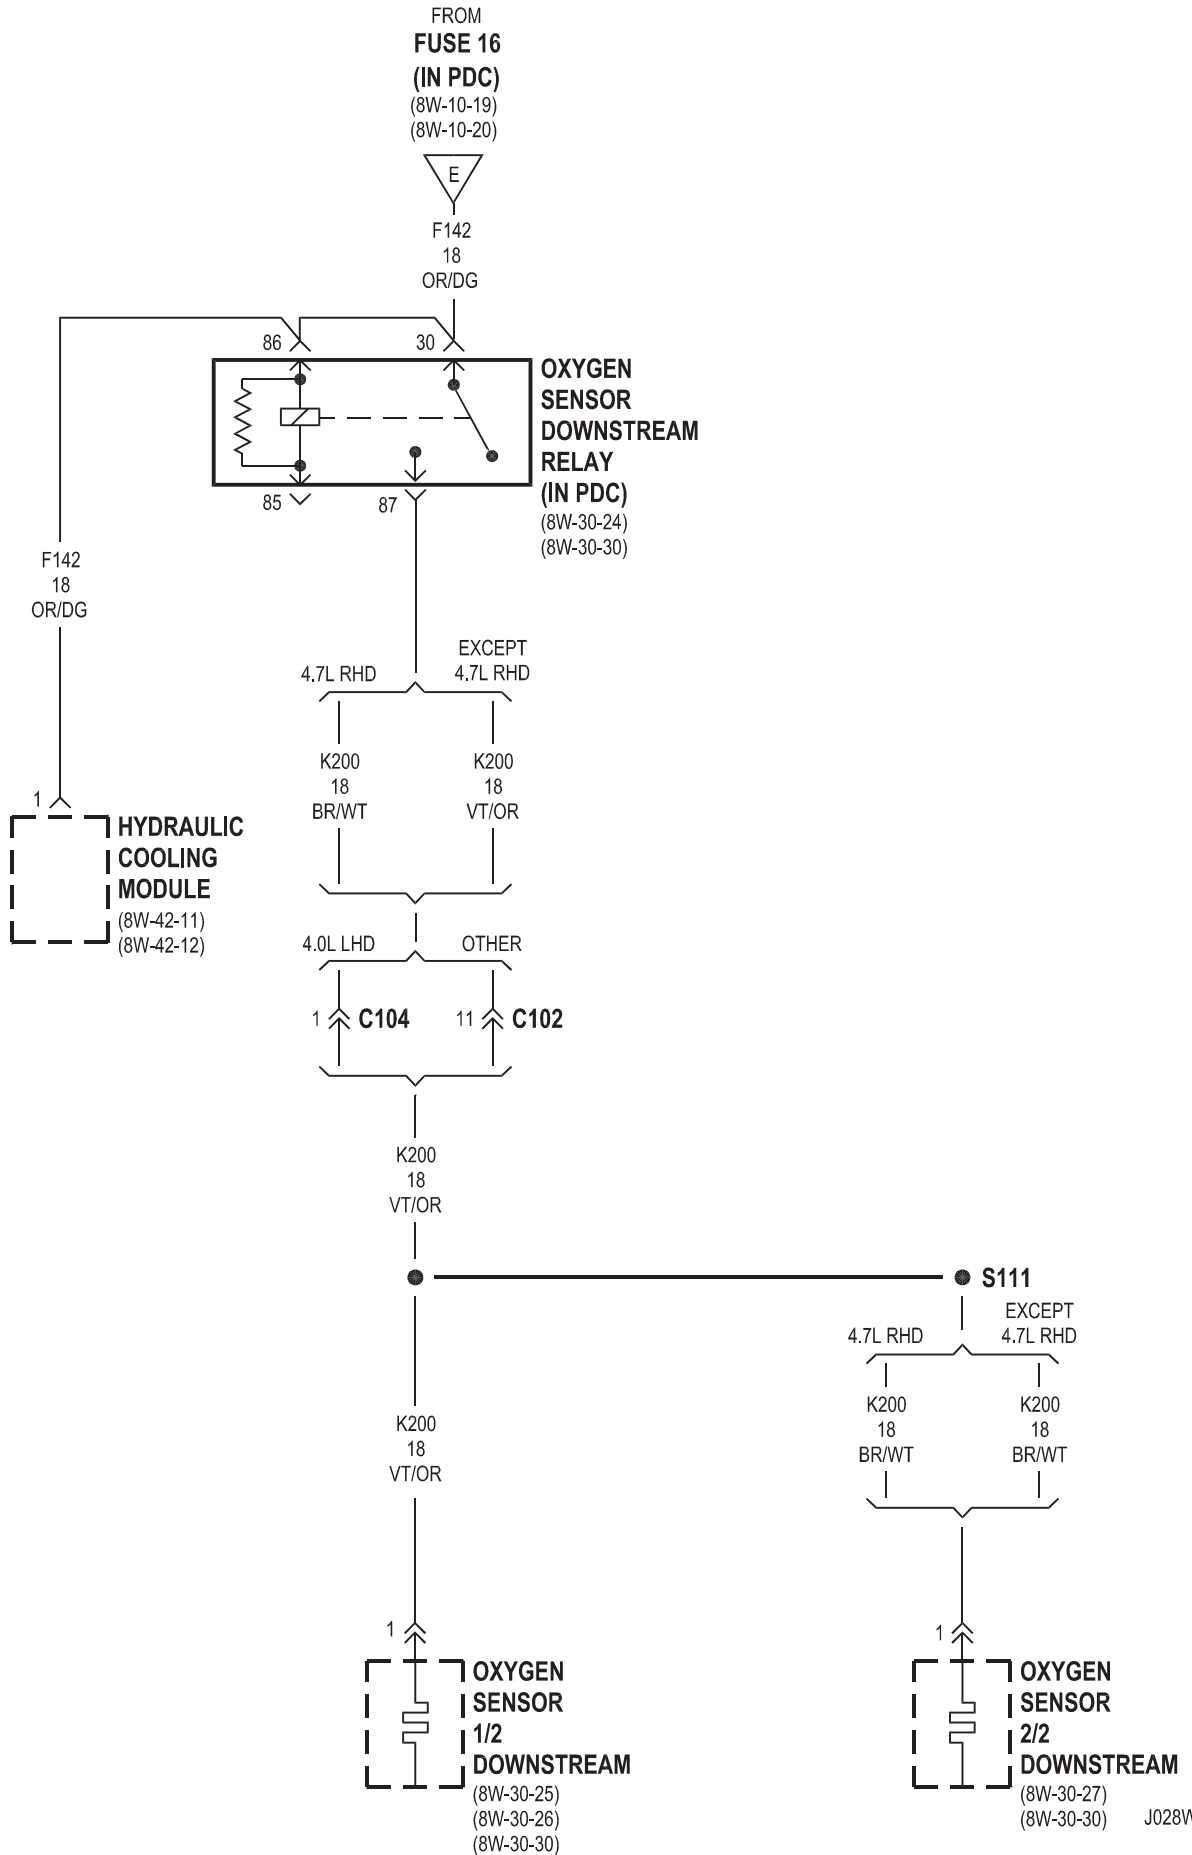 FROM
FUSE 16
(IN PDC)
(8W-10-19)
(8W-10-20)
E
F142
18
OR/DG
86
30
OXYGEN
SENSOR
DOWNSTREAM
RELAY
(IN PDC)
(8W-30-24)
(8W-30-30)
85
87
F142
18
OR/DG
4.7L RHD
EXCEPT
4.7L RHD
K200
18
BR/WT
K200
18
VT/OR
1
HYDRAULIC
COOLING
MODULE
(8W-42-11)
(8W-42-12)
4.0L LHD
OTHER
1
C104
11
C102
K200
18
VT/OR
S111
4.7L RHD
EXCEPT
4.7L RHD
K200
18
VT/OR
K200
18
BR/WT
K200
18
BR/WT
1
OXYGEN
SENSOR
1/2
DOWNSTREAM
(8W-30-25)
(8W-30-26)
(8W-30-30)
1
OXYGEN
SENSOR
2/2
DOWNSTREAM
(8W-30-27)
(8W-30-30)